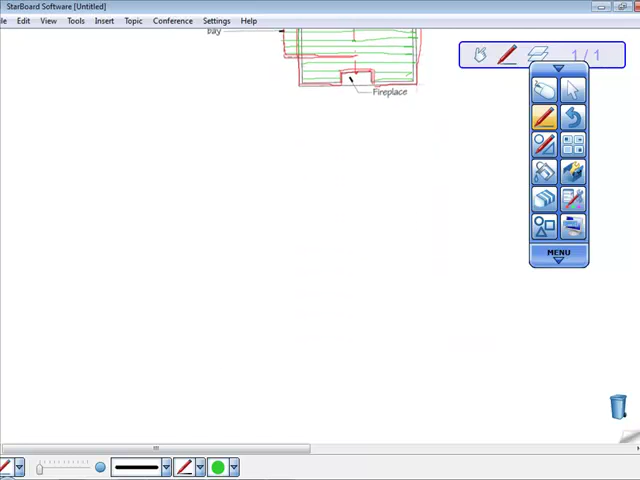 StarBoard Software [Untitled]
Edit View Tools Insert Topic Conference Settings Help
1 / 1
Fireplace
MENU